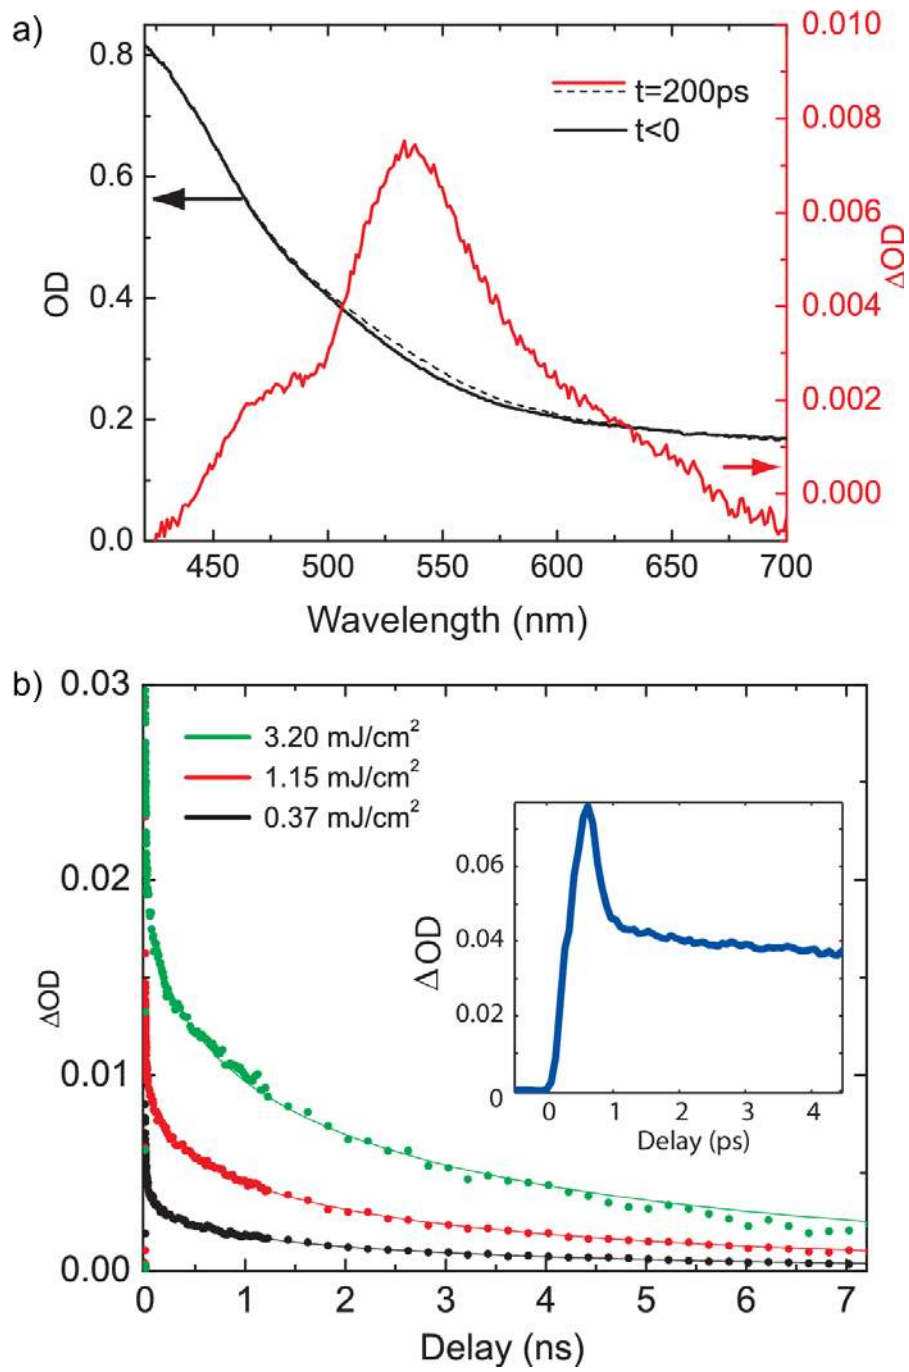 a)
0.8
0.6
0.4
0.2
0.0
OD
t=200ps
t<0
0.010
0.008
0.006
0.004
0.002
0.000
ΔOD
450 500 550 600 650 700
Wavelength (nm)
b)
0.03
0.02
0.01
0.00
ΔOD
3.20 mJ/cm²
1.15 mJ/cm²
0.37 mJ/cm²
0.06
0.04
0.02
0
ΔOD
0 1 2 3 4
Delay (ps)
0 1 2 3 4 5 6 7
Delay (ns)